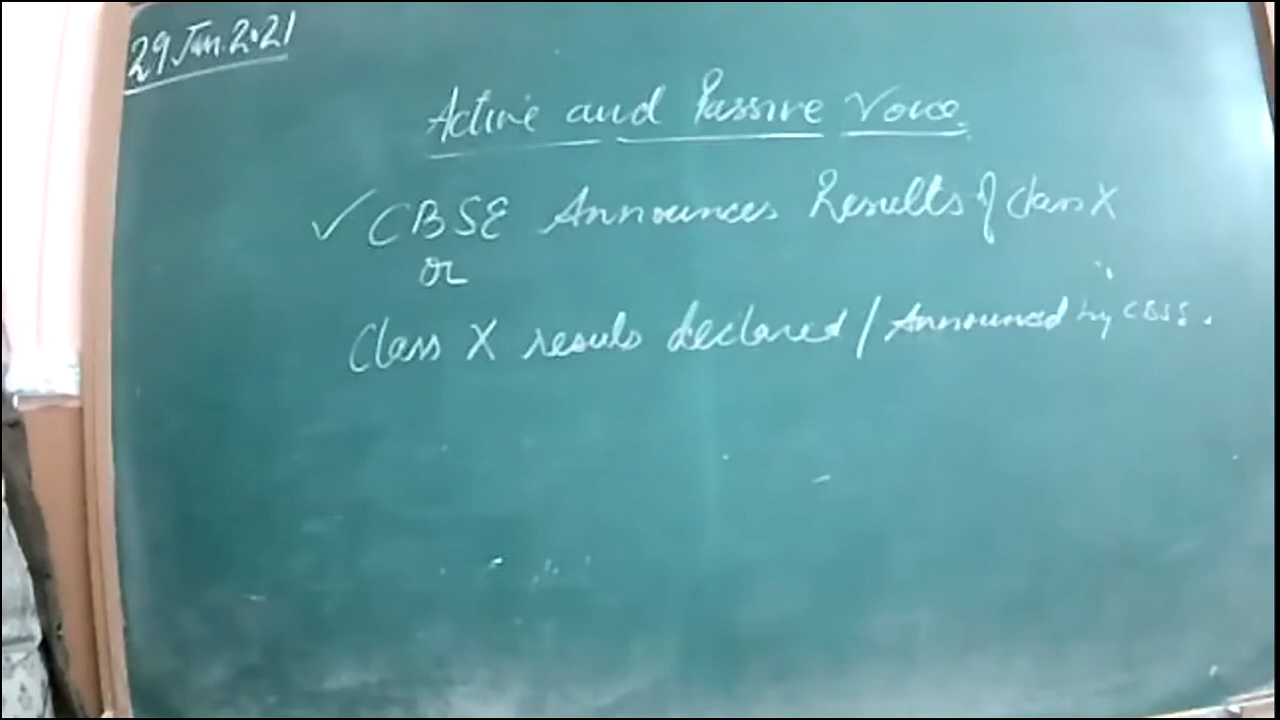 29 Jan. 2021
Active and Passive Voice.
✓ CBSE Announces Results of Class X
or
Class X results declared / Announced by CBSE.